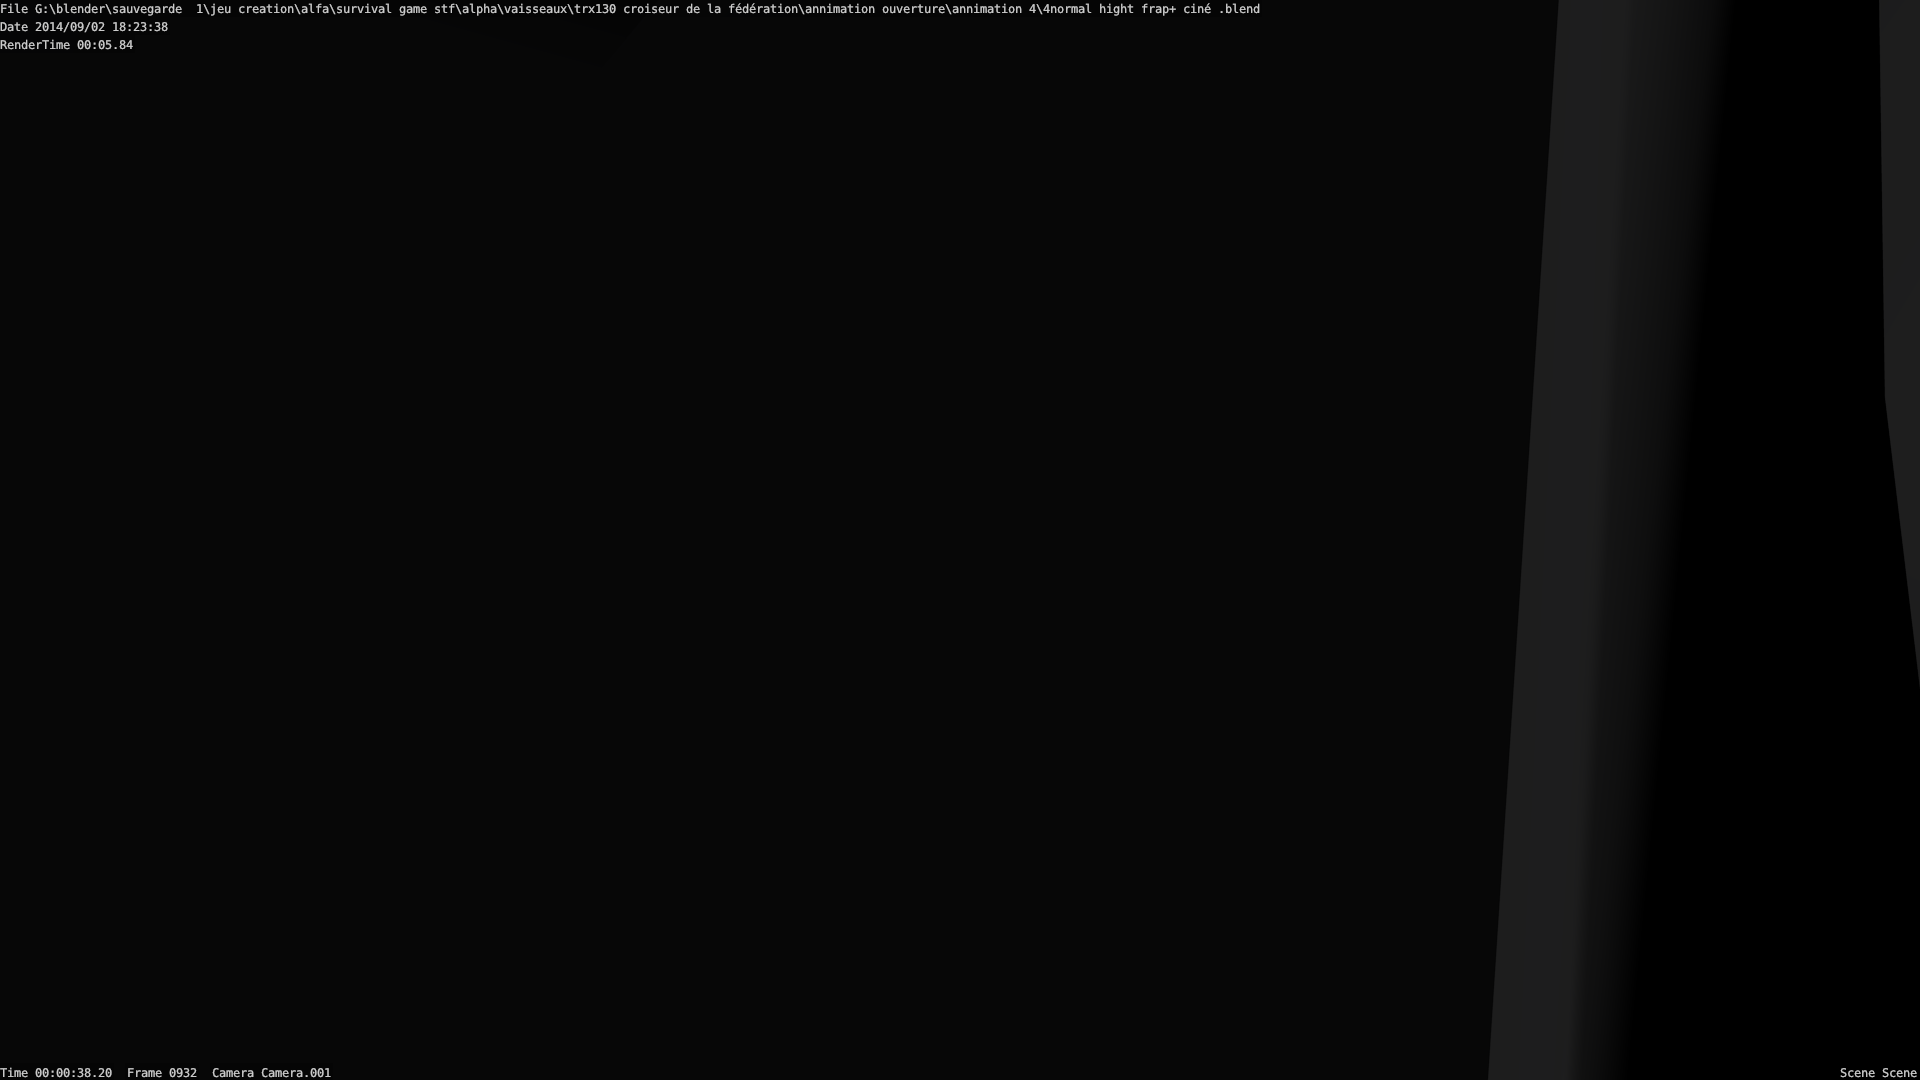 File G:\blender\sauvegarde  1\jeu creation\alfa\survival game stf\alpha\vaisseaux\trx130 croiseur de la fédération\annimation ouverture\annimation 4\4normal hight frap+ ciné .blend
Date 2014/09/02 18:23:38
RenderTime 00:05.84
Time 00:00:38.20  Frame 0932  Camera Camera.001
Scene Scene